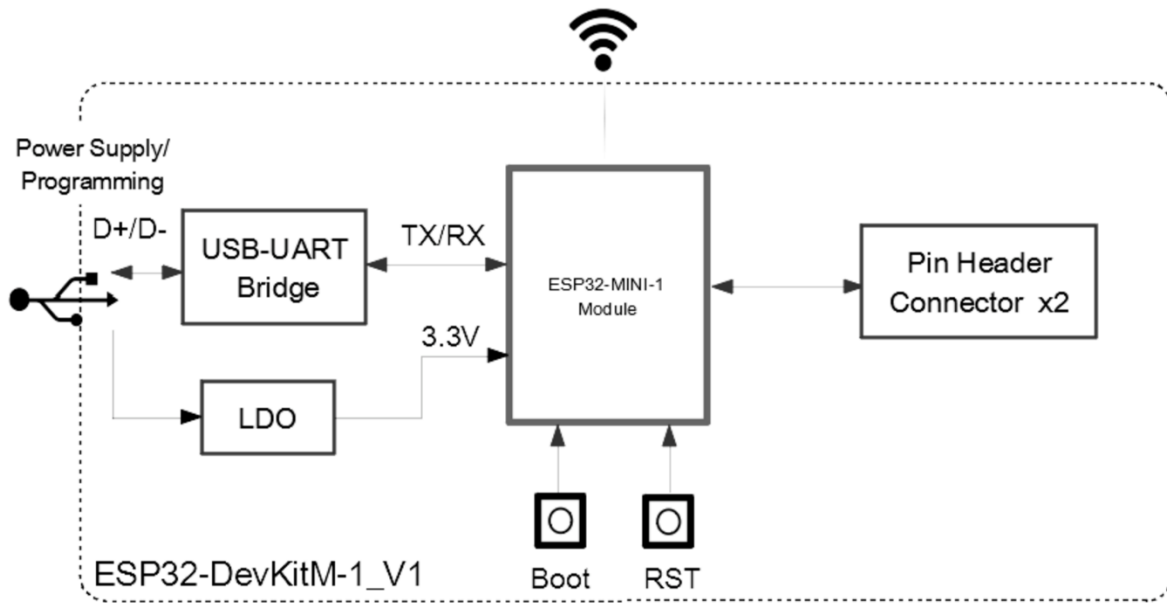 Power Supply/
Programming
D+/D-
USB-UART
Bridge
TX/RX
3.3V
LDO
ESP32-MINI-1
Module
Pin Header
Connector x2
Boot
RST
ESP32-DevKitM-1_V1